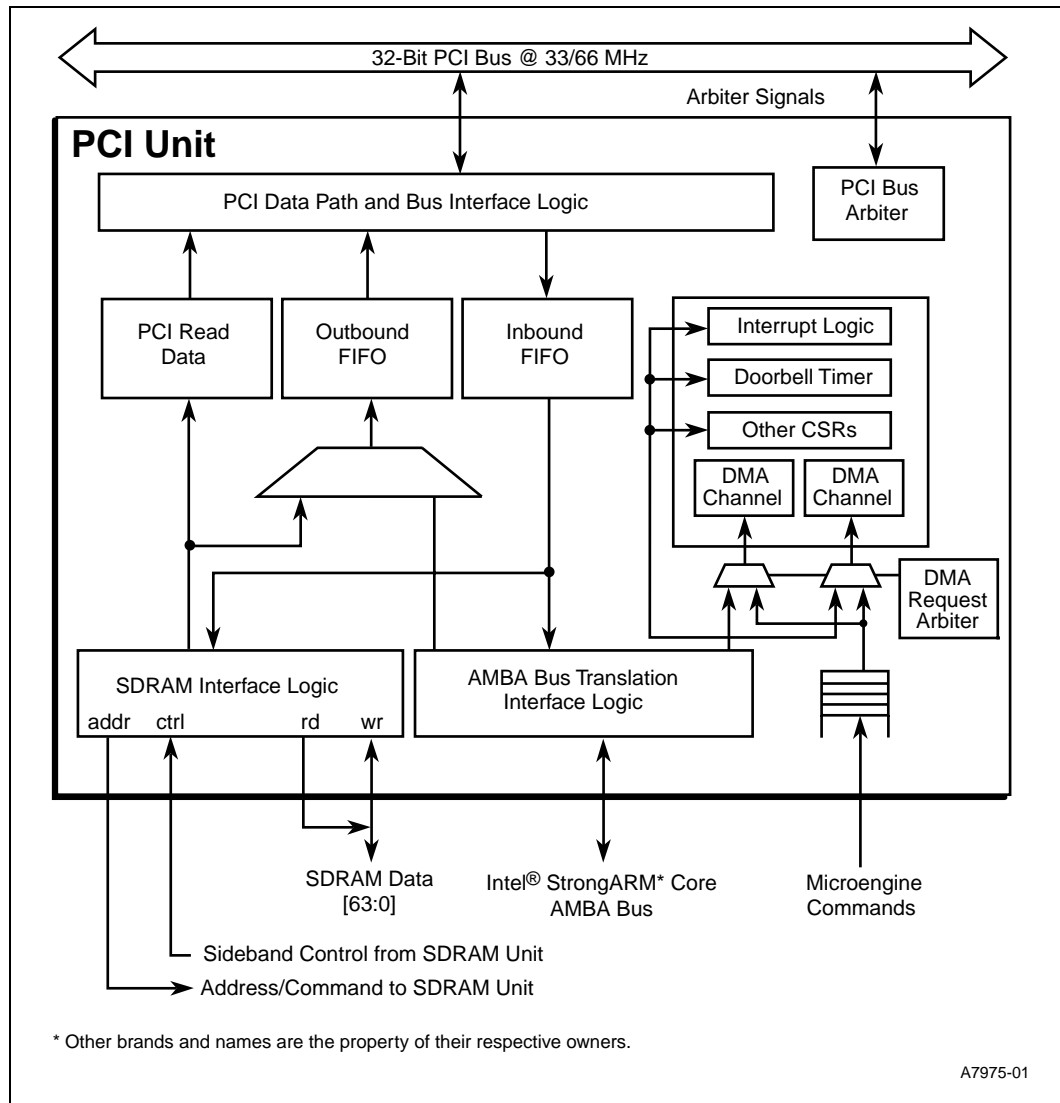 32-Bit PCI Bus @ 33/66 MHz
Arbiter Signals
PCI Unit
PCI Data Path and Bus Interface Logic
PCI Bus
Arbiter
PCI Read
Data
Outbound
FIFO
Inbound
FIFO
Interrupt Logic
Doorbell Timer
Other CSRs
DMA
Channel
DMA
Channel
DMA
Request
Arbiter
SDRAM Interface Logic
addr ctrl rd wr
AMBA Bus Translation
Interface Logic
SDRAM Data
[63:0]
Intel® StrongARM* Core
AMBA Bus
Microengine
Commands
Sideband Control from SDRAM Unit
Address/Command to SDRAM Unit
* Other brands and names are the property of their respective owners.
A7975-01